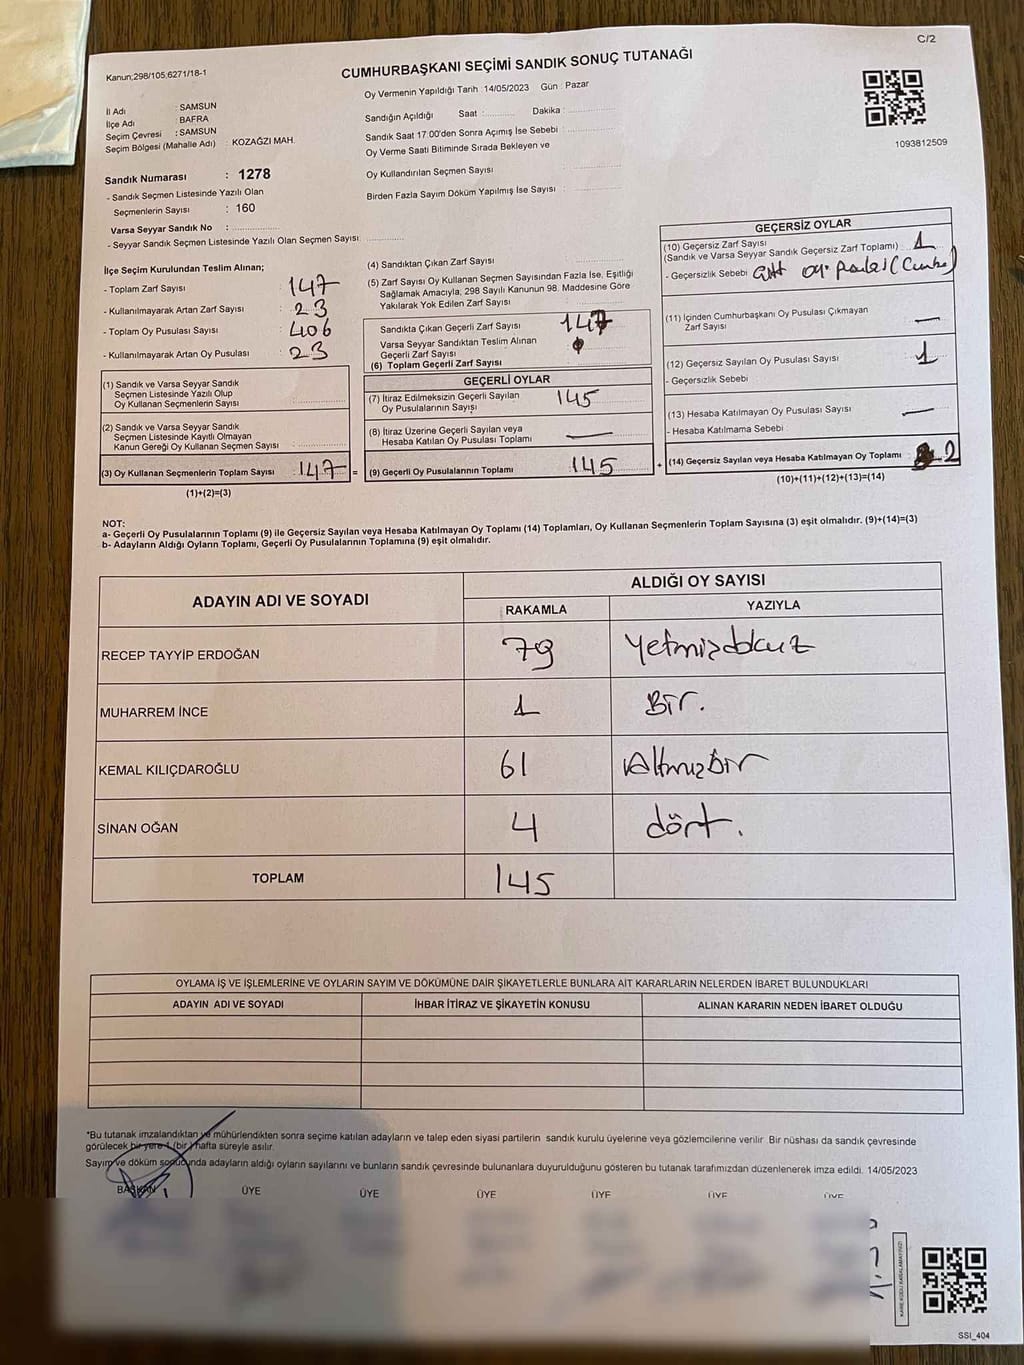 C/2
Kanun;298/105,6271/18-1
CUMHURBAŞKANI SEÇİMİ SANDIK SONUÇ TUTANAĞI
1093812509
İl Adı : SAMSUN
İlçe Adı : BAFRA
Seçim Çevresi : SAMSUN
Seçim Bölgesi (Mahalle Adı) : KOZAĞZI MAH.
Oy Vermenin Yapıldığı Tarih 14/05/2023 Gün : Pazar
Sandığın Açıldığı Saat : Dakika :
Sandık Saat 17:00'den Sonra Açımış İse Sebebi :
Oy Verme Saati Bitiminde Sırada Bekleyen ve
Oy Kullandırılan Seçmen Sayısı :
Birden Fazla Sayım Döküm Yapılmış İse Sayısı :
Sandık Numarası : 1278
- Sandık Seçmen Listesinde Yazılı Olan
Seçmenlerin Sayısı : 160
Varsa Seyyar Sandık No :
- Seyyar Sandık Seçmen Listesinde Yazılı Olan Seçmen Sayısı:
İlçe Seçim Kurulundan Teslim Alınan;
- Toplam Zarf Sayısı : 147
- Kullanılmayarak Artan Zarf Sayısı : 23
- Toplam Oy Pusulası Sayısı : 406
- Kullanılmayarak Artan Oy Pusulası : 23
(1) Sandık ve Varsa Seyyar Sandık
Seçmen Listesinde Yazılı Olup
Oy Kullanan Seçmenlerin Sayısı :
(2) Sandık ve Varsa Seyyar Sandık
Seçmen Listesinde Kayıtlı Olmayan
Kanun Gereği Oy Kullanan Seçmen Sayısı :
(3) Oy Kullanan Seçmenlerin Toplam Sayısı : 147 =
(1)+(2)=(3)
(4) Sandıktan Çıkan Zarf Sayısı :
(5) Zarf Sayısı Oy Kullanan Seçmen Sayısından Fazla İse, Eşitliği
Sağlamak Amacıyla, 298 Sayılı Kanunun 98. Maddesine Göre
Yakılarak Yok Edilen Zarf Sayısı :
Sandıkta Çıkan Geçerli Zarf Sayısı : 147
Varsa Seyyar Sandıktan Teslim Alınan
Geçerli Zarf Sayısı :
(6) Toplam Geçerli Zarf Sayısı
GEÇERLİ OYLAR
(7) İtiraz Edilmeksizin Geçerli Sayılan
Oy Pusulalarının Sayışı : 145
(8) İtiraz Üzerine Geçerli Sayılan veya
Hesaba Katılan Oy Pusulası Toplamı : —
(9) Geçerli Oy Pusulalarının Toplamı : 145 +
GEÇERSİZ OYLAR
(10) Geçersiz Zarf Sayısı
(Sandık ve Varsa Seyyar Sandık Geçersiz Zarf Toplamı) : 1
- Geçersizlik Sebebi :
(11) İçinden Cumhurbaşkanı Oy Pusulası Çıkmayan
Zarf Sayısı : —
(12) Geçersiz Sayılan Oy Pusulası Sayısı : 1
- Geçersizlik Sebebi
(13) Hesaba Katılmayan Oy Pusulası Sayısı : —
- Hesaba Katılmama Sebebi :
(14) Geçersiz Sayılan veya Hesaba Katılmayan Oy Toplamı : 2
(10)+(11)+(12)+(13)=(14)
NOT:
a- Geçerli Oy Pusulalarının Toplamı (9) ile Geçersiz Sayılan veya Hesaba Katılmayan Oy Toplamı (14) Toplamları, Oy Kullanan Seçmenlerin Toplam Sayısına (3) eşit olmalıdır. (9)+(14)=(3)
b- Adayların Aldığı Oyların Toplamı, Geçerli Oy Pusulalarının Toplamına (9) eşit olmalıdır.
ADAYIN ADI VE SOYADI ALDIĞI OY SAYISI
RAKAMLA YAZIYLA
RECEP TAYYİP ERDOĞAN 79 Yetmişdokuz
MUHARREM İNCE 1 Bir.
KEMAL KILIÇDAROĞLU 61 Altmışbir
SİNAN OĞAN 4 dört.
TOPLAM 145
OYLAMA İŞ VE İŞLEMLERİNE VE OYLARIN SAYIM VE DÖKÜMÜNE DAİR ŞİKAYETLERLE BUNLARA AİT KARARLARIN NELERDEN İBARET BULUNDUKLARI
ADAYIN ADI VE SOYADI İHBAR İTİRAZ VE ŞİKAYETİN KONUSU ALINAN KARARIN NEDEN İBARET OLDUĞU
*Bu tutanak imzalandıktan ve mühürlendikten sonra seçime katılan adayların ve talep eden siyasi partilerin sandık kurulu üyelerine veya gözlemcilerine verilir. Bir nüshası da sandık çevresinde
görülecek bir yere 1 (bir) hafta süreyle asılır.
Sayım ve döküm sonucunda adayların aldığı oyların sayılarını ve bunların sandık çevresinde bulunanlara duyurulduğunu gösteren bu tutanak tarafımızdan düzenlenerek imza edildi. 14/05/2023
BAŞKAN ÜYE ÜYE ÜYE ÜYE ÜYE ÜYE
KARE KODU KARALAMAYINIZ!
SSI_404